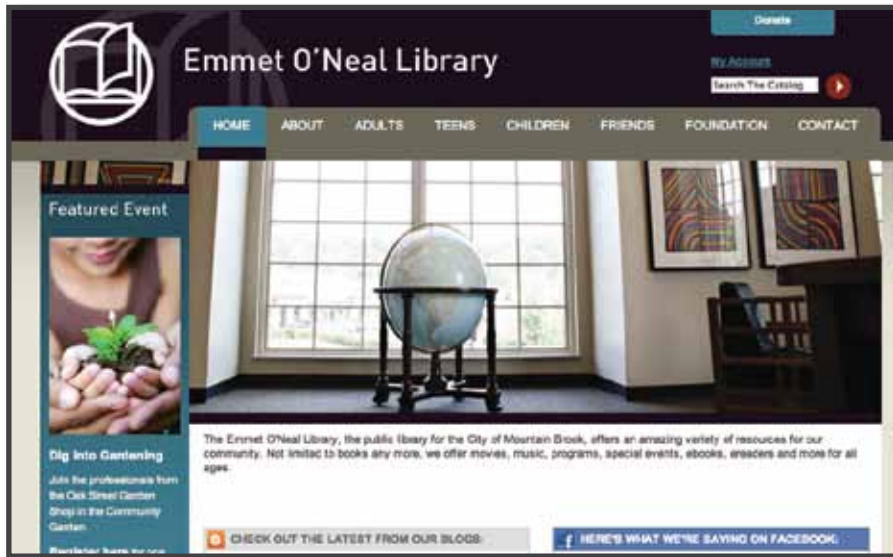 Donate
Emmet O'Neal Library
My Account
Search The Catalog
HOME ABOUT ADULTS TEENS CHILDREN FRIENDS FOUNDATION CONTACT
Featured Event
Dig Into Gardening
Join the professionals from
the Oak Street Garden
Shop in the Community
Garden
Register here for one
The Emmet O'Neal Library, the public library for the City of Mountain Brook, offers an amazing variety of resources for our
community. Not limited to books any more, we offer movies, music, programs, special events, ebooks, ereaders and more for all
ages.
CHECK OUT THE LATEST FROM OUR BLOGS:
f HERE'S WHAT WE'RE SAYING ON FACEBOOK: